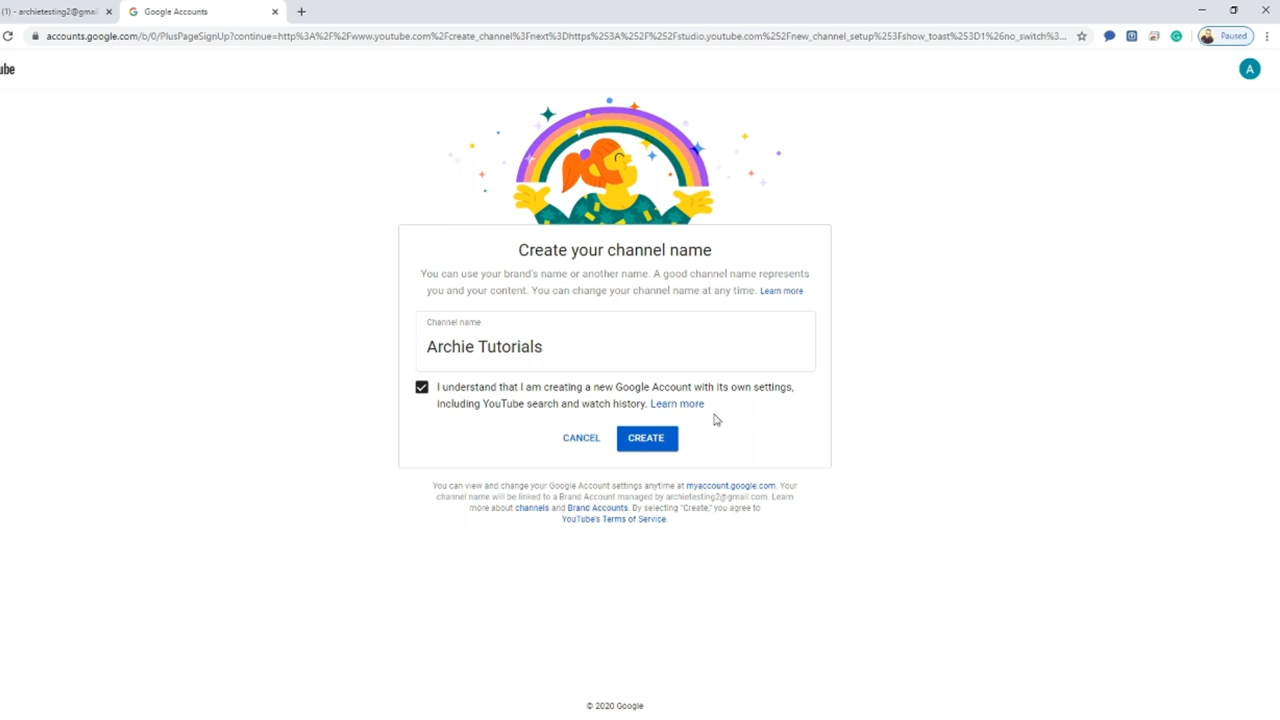 (1) - archietesting2@gmai
Google Accounts
accounts.google.com/b/0/PlusPageSignUp?continue=http%3A%2F%2Fwww.youtube.com%2Fcreate_channel%3Fnext%3Dhttps%253A%252F%252Fstudio.youtube.com%252Fnew_channel_setup%253Fshow_toast%253D1%26no_switch%3...
Paused
ube
A
Create your channel name
You can use your brand's name or another name. A good channel name represents
you and your content. You can change your channel name at any time. Learn more
Channel name
Archie Tutorials
I understand that I am creating a new Google Account with its own settings,
including YouTube search and watch history. Learn more
CANCEL
CREATE
You can view and change your Google Account settings anytime at myaccount.google.com. Your
channel name will be linked to a Brand Account managed by archietesting2@gmail.com. Learn
more about channels and Brand Accounts. By selecting "Create," you agree to
YouTube's Terms of Service.
© 2020 Google